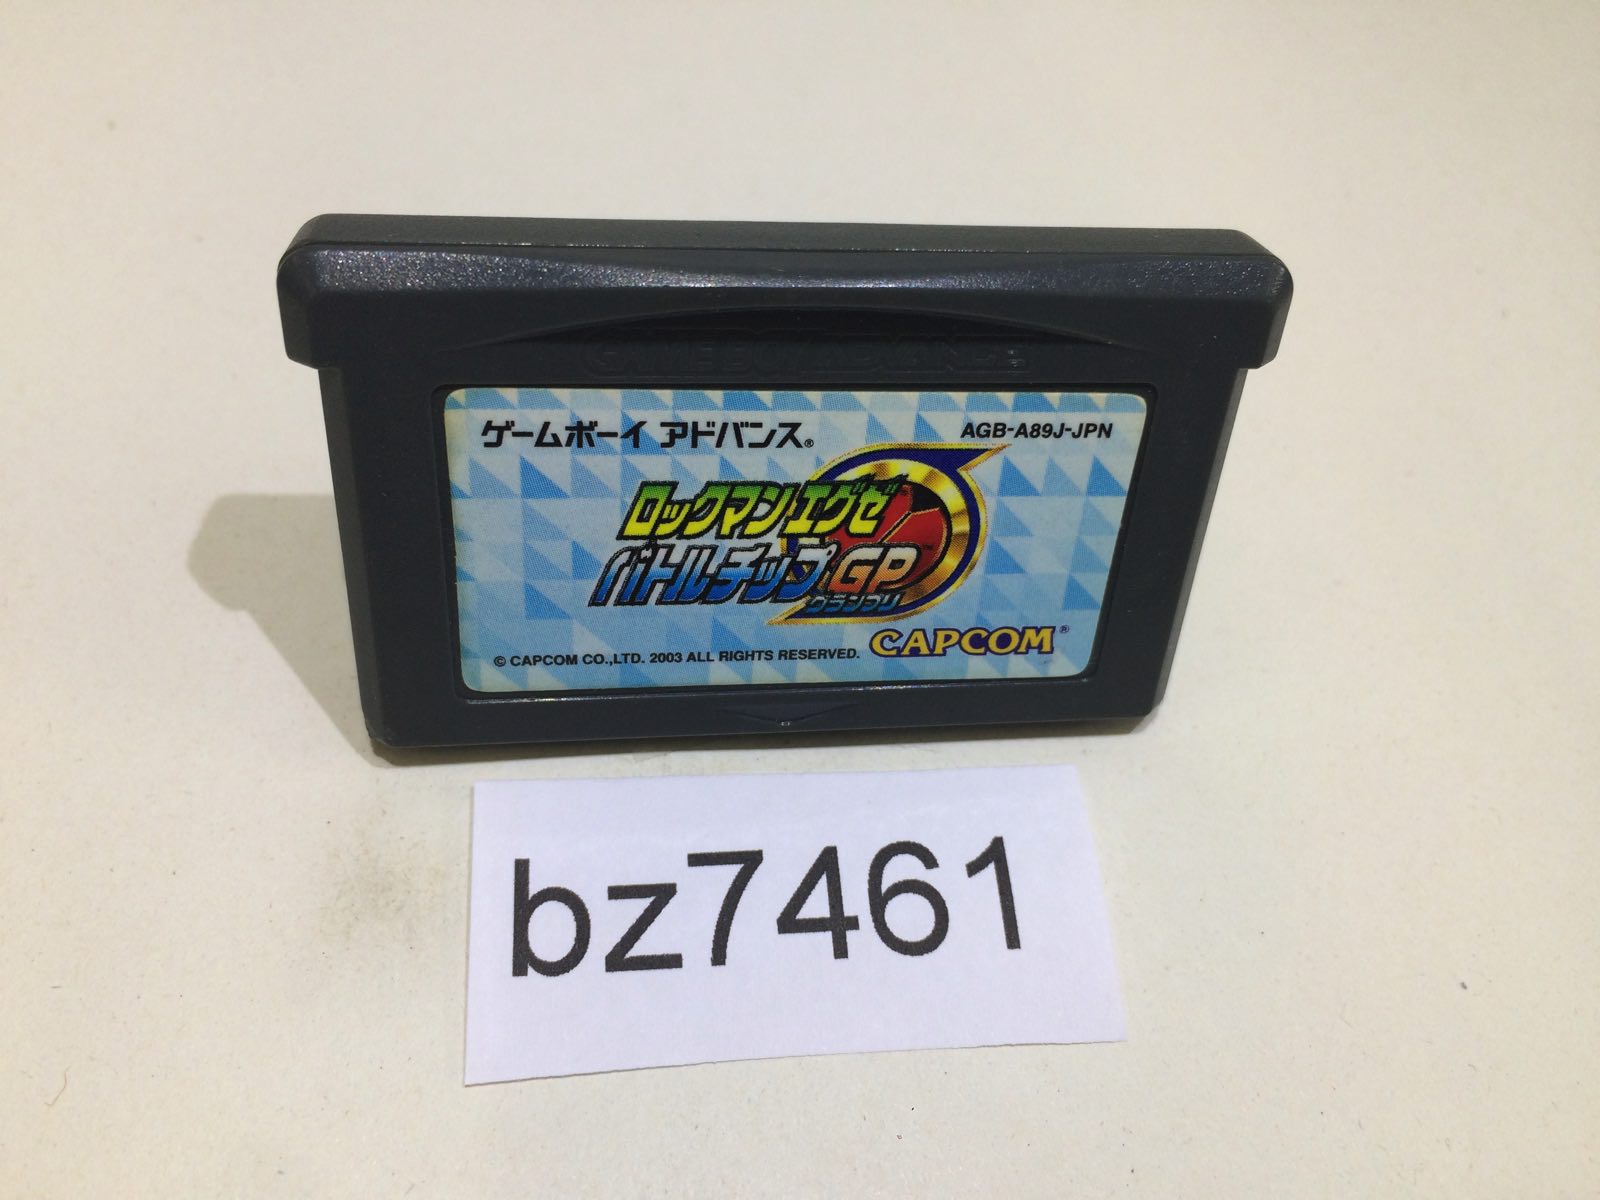 GAME BOY ADVANCE
ゲームボーイ アドバンス®
AGB-A89J-JPN
ロックマン エグゼ
バトルチップGP
グランプリ
CAPCOM®
© CAPCOM CO.,LTD. 2003 ALL RIGHTS RESERVED.
bz7461